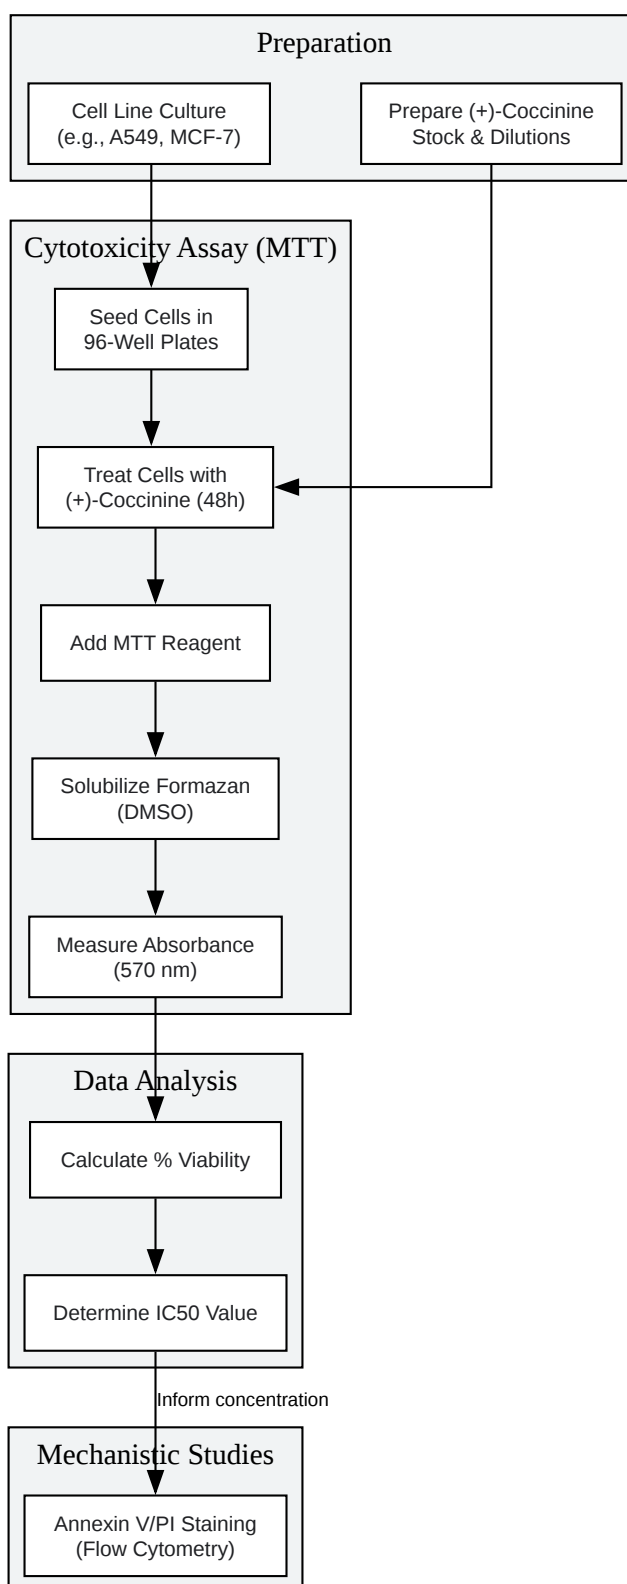 Preparation
Cell Line Culture
(e.g., A549, MCF-7)
Prepare (+)-Coccinine
Stock & Dilutions
Cytotoxicity Assay (MTT)
Seed Cells in
96-Well Plates
Treat Cells with
(+)-Coccinine (48h)
Add MTT Reagent
Solubilize Formazan
(DMSO)
Measure Absorbance
(570 nm)
Data Analysis
Calculate % Viability
Determine IC50 Value
Inform concentration
Mechanistic Studies
Annexin V/PI Staining
(Flow Cytometry)